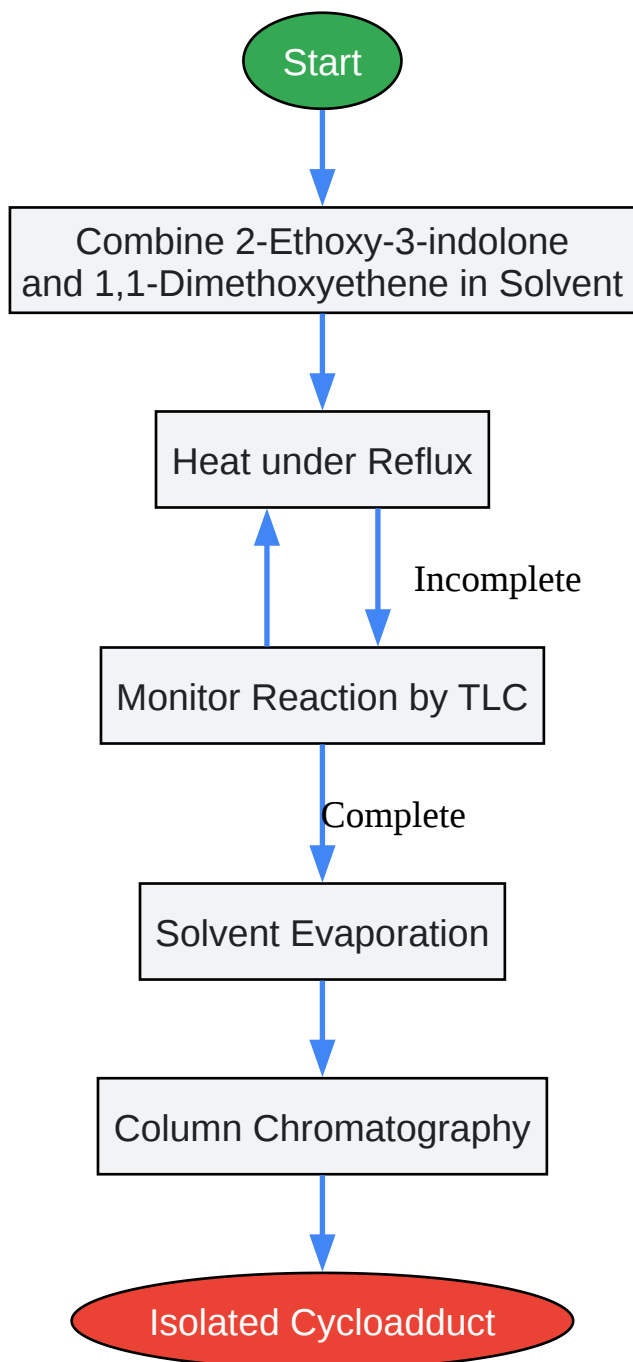 Start
Combine 2-Ethoxy-3-indolone
and 1,1-Dimethoxyethene in Solvent
Heat under Reflux
Incomplete
Monitor Reaction by TLC
Complete
Solvent Evaporation
Column Chromatography
Isolated Cycloadduct